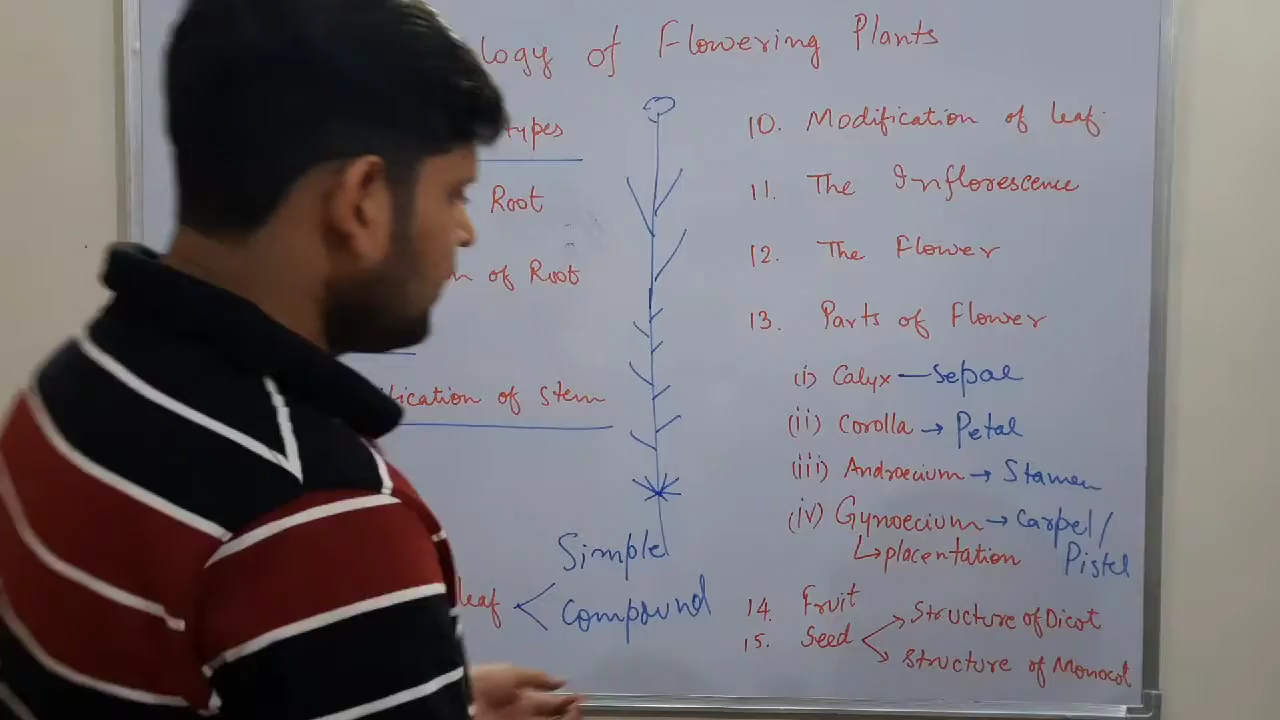 logy of Flowering Plants
types
Root
n of Root
ification of Stem
leaf < Simple
Compound
10. Modification of leaf.
11. The Inflorescence
12. The Flower
13. Parts of Flower
(i) Calyx — Sepal
(ii) Corolla → Petal
(iii) Androecium → Stamen
(iv) Gynoecium → Carpel/
↳ placentation Pistel
14. Fruit
15. Seed → Structure of Dicot
→ Structure of Monocot